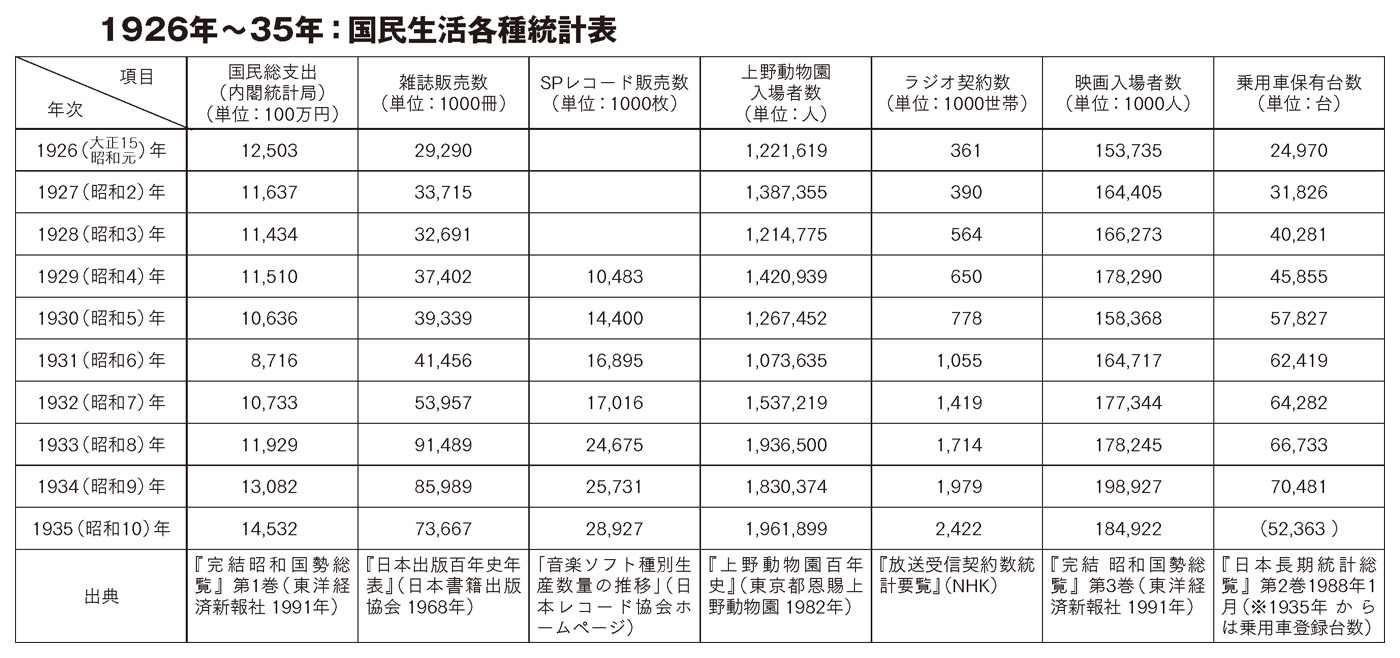 1926年～35年：国民生活各種統計表
項目
年次
国民総支出
（内閣統計局）
（単位：100万円）
雑誌販売数
（単位：1000冊）
SPレコード販売数
（単位：1000枚）
上野動物園
入場者数
（単位：人）
ラジオ契約数
（単位：1000世帯）
映画入場者数
（単位：1000人）
乗用車保有台数
（単位：台）
1926（大正15昭和元）年 12,503 29,290 1,221,619 361 153,735 24,970
1927（昭和2）年 11,637 33,715 1,387,355 390 164,405 31,826
1928（昭和3）年 11,434 32,691 1,214,775 564 166,273 40,281
1929（昭和4）年 11,510 37,402 10,483 1,420,939 650 178,290 45,855
1930（昭和5）年 10,636 39,339 14,400 1,267,452 778 158,368 57,827
1931（昭和6）年 8,716 41,456 16,895 1,073,635 1,055 164,717 62,419
1932（昭和7）年 10,733 53,957 17,016 1,537,219 1,419 177,344 64,282
1933（昭和8）年 11,929 91,489 24,675 1,936,500 1,714 178,245 66,733
1934（昭和9）年 13,082 85,989 25,731 1,830,374 1,979 198,927 70,481
1935（昭和10）年 14,532 73,667 28,927 1,961,899 2,422 184,922 （52,363）
出典
『完結昭和国勢総
覧』第1巻（東洋経
済新報社 1991年）
『日本出版百年史年
表』（日本書籍出版
協会 1968年）
「音楽ソフト種別生
産数量の推移」（日
本レコード協会ホ
ームページ）
『上野動物園百年
史』（東京都恩賜上
野動物園 1982年）
『放送受信契約数統
計要覧』（NHK）
『完結 昭和国勢総
覧』第3巻（東洋経
済新報社 1991年）
『日本長期統計総
覧』第2巻1988年1
月（※1935年から
は乗用車登録台数）